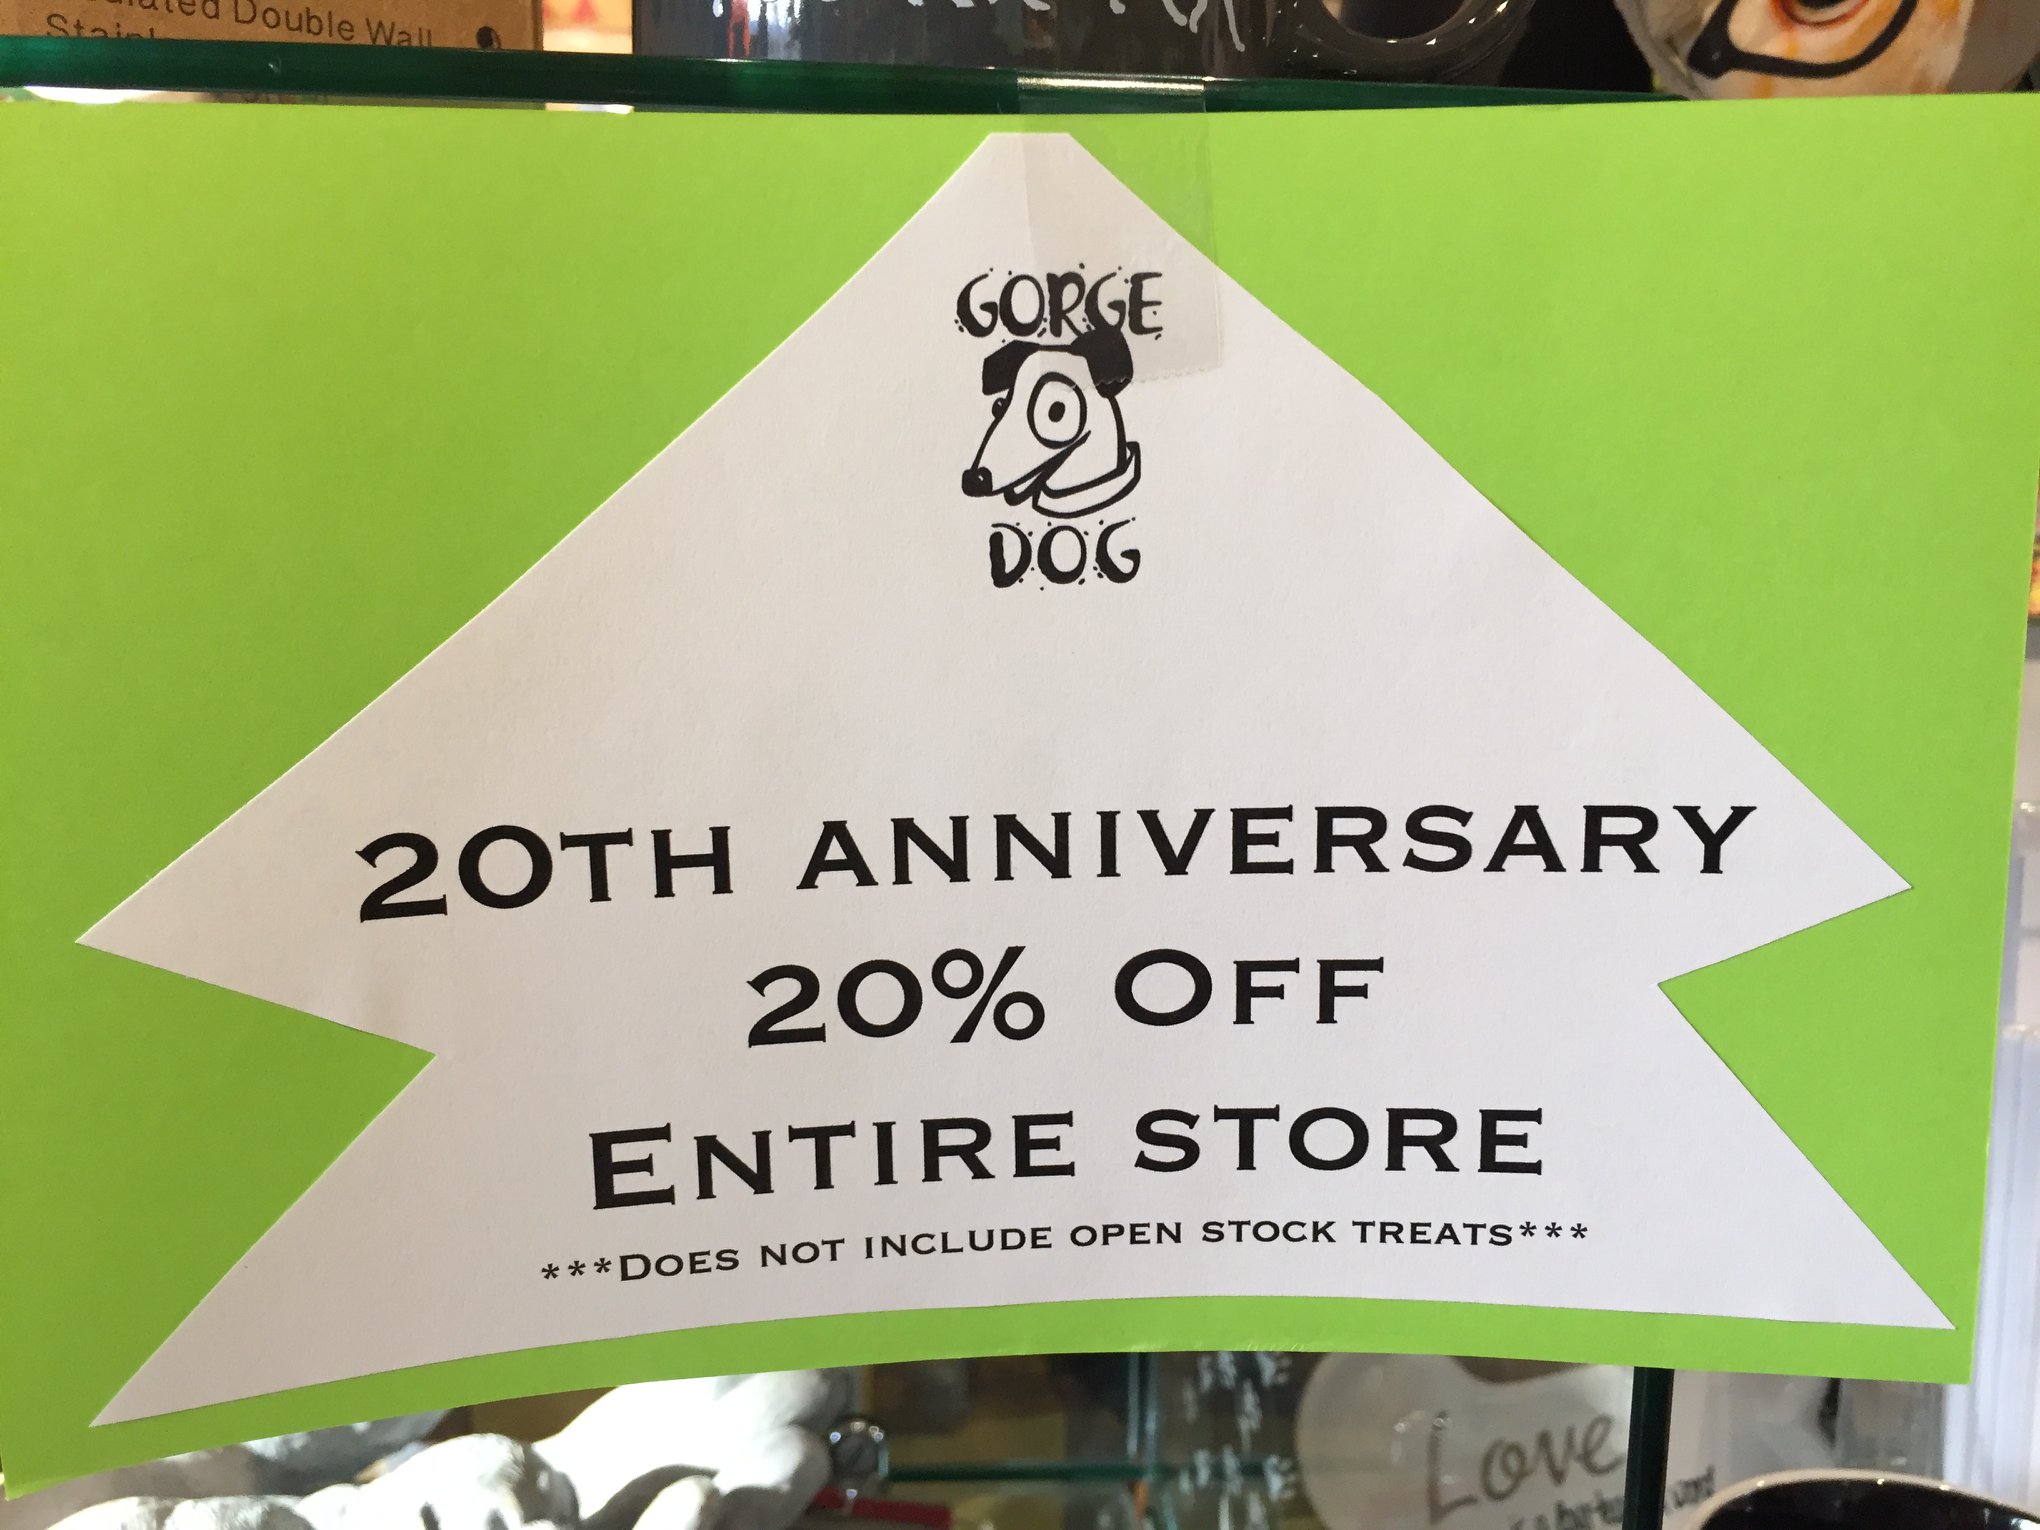 Double Wall
GORGE
DOG
20TH ANNIVERSARY
20% OFF
ENTIRE STORE
***DOES NOT INCLUDE OPEN STOCK TREATS***
Love